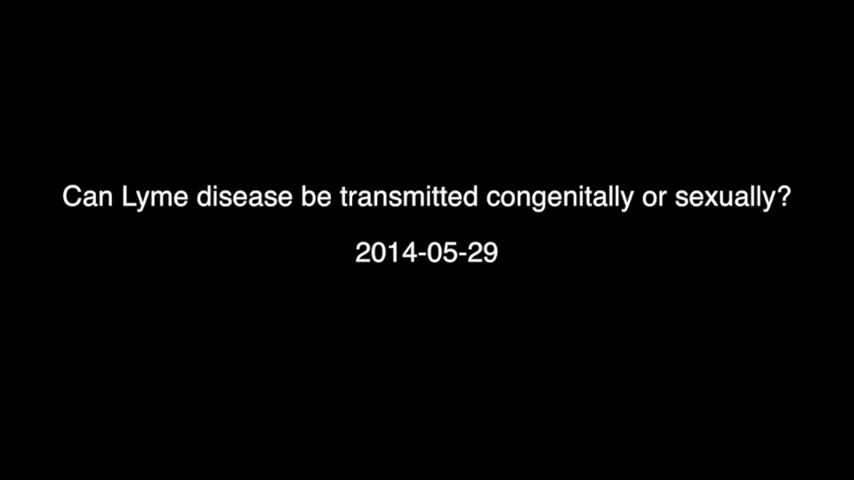 Can Lyme disease be transmitted congenitally or sexually?
2014-05-29